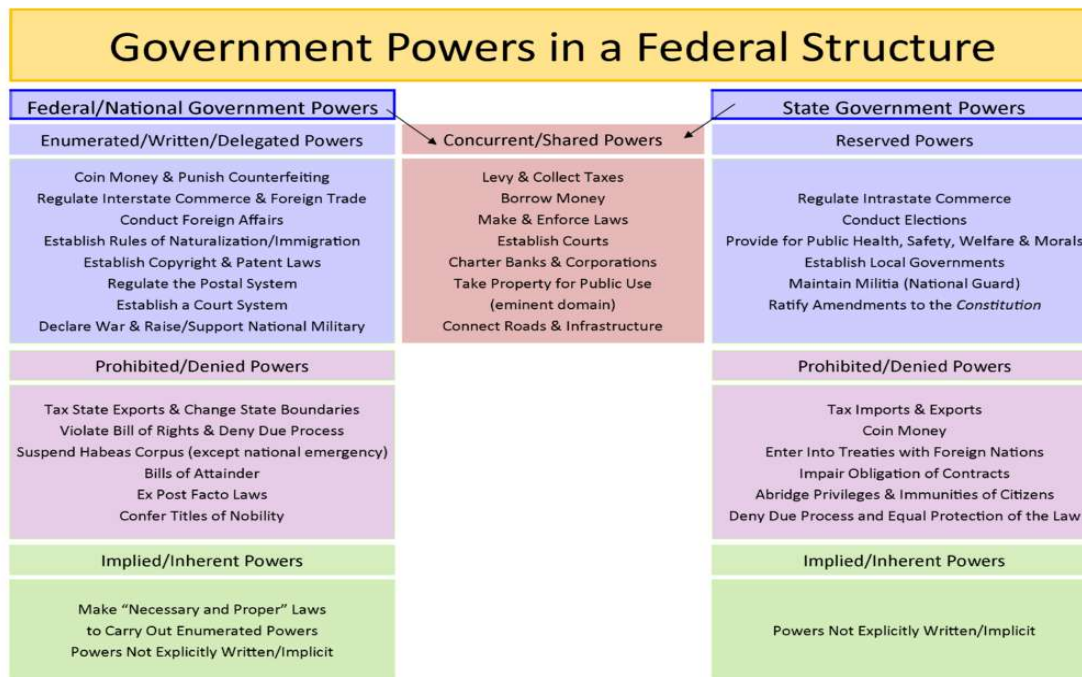 Government Powers in a Federal Structure
Federal/National Government Powers
State Government Powers
Enumerated/Written/Delegated Powers
Concurrent/Shared Powers
Reserved Powers
Coin Money & Punish Counterfeiting
Regulate Interstate Commerce & Foreign Trade
Conduct Foreign Affairs
Establish Rules of Naturalization/Immigration
Establish Copyright & Patent Laws
Regulate the Postal System
Establish a Court System
Declare War & Raise/Support National Military
Levy & Collect Taxes
Borrow Money
Make & Enforce Laws
Establish Courts
Charter Banks & Corporations
Take Property for Public Use
(eminent domain)
Connect Roads & Infrastructure
Regulate Intrastate Commerce
Conduct Elections
Provide for Public Health, Safety, Welfare & Morals
Establish Local Governments
Maintain Militia (National Guard)
Ratify Amendments to the Constitution
Prohibited/Denied Powers
Prohibited/Denied Powers
Tax State Exports & Change State Boundaries
Violate Bill of Rights & Deny Due Process
Suspend Habeas Corpus (except national emergency)
Bills of Attainder
Ex Post Facto Laws
Confer Titles of Nobility
Tax Imports & Exports
Coin Money
Enter Into Treaties with Foreign Nations
Impair Obligation of Contracts
Abridge Privileges & Immunities of Citizens
Deny Due Process and Equal Protection of the Law
Implied/Inherent Powers
Implied/Inherent Powers
Make “Necessary and Proper” Laws
to Carry Out Enumerated Powers
Powers Not Explicitly Written/Implicit
Powers Not Explicitly Written/Implicit